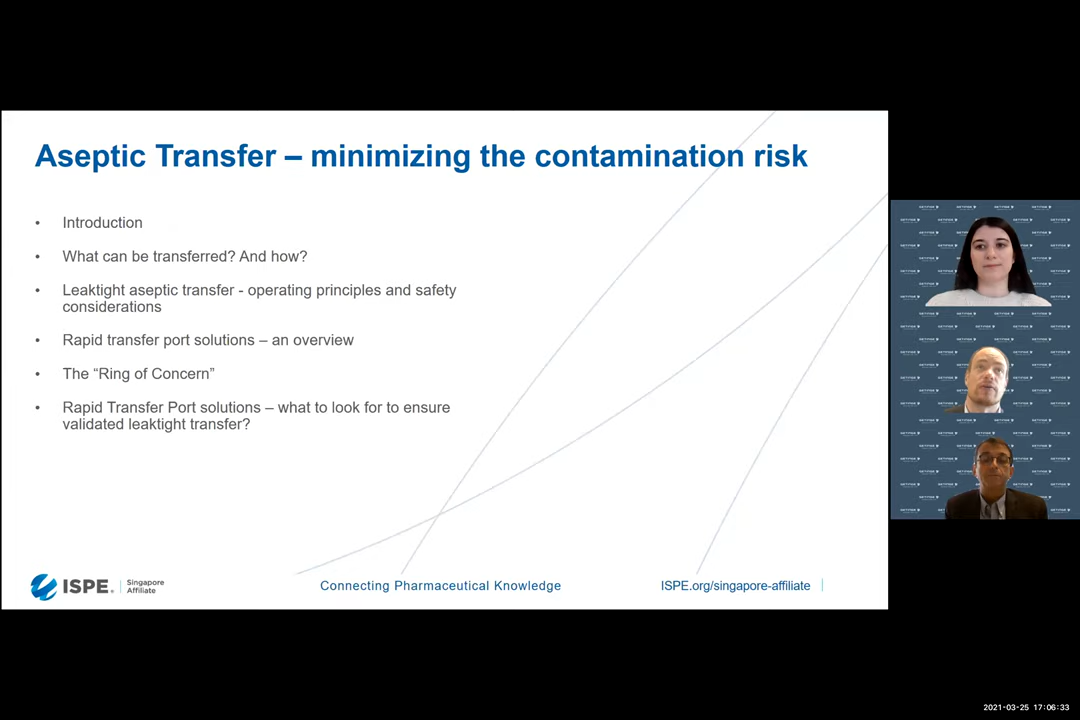 Aseptic Transfer – minimizing the contamination risk
• Introduction
• What can be transferred? And how?
• Leaktight aseptic transfer - operating principles and safety
considerations
• Rapid transfer port solutions – an overview
• The “Ring of Concern”
• Rapid Transfer Port solutions – what to look for to ensure
validated leaktight transfer?
ISPE®
Singapore
Affiliate
Connecting Pharmaceutical Knowledge
ISPE.org/singapore-affiliate
2021-03-25 17:06:33